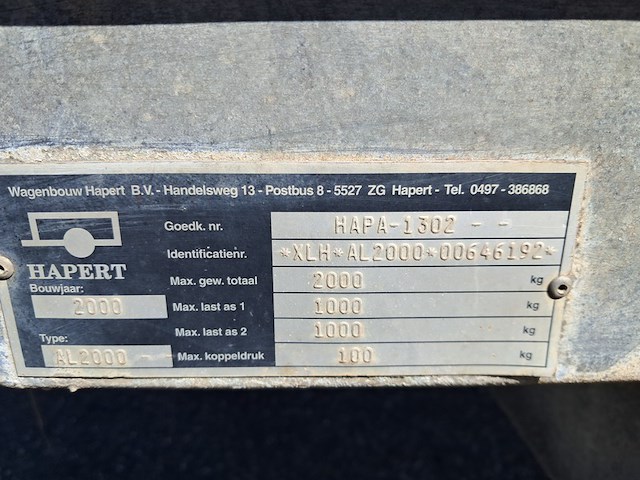 Wagenbouw Hapert B.V. - Handelsweg 13 - Postbus 8 - 5527 ZG Hapert - Tel. 0497 - 386868
HAPERT
Goedk. nr. HAPA-1302 - -
Identificatienr. *XLH*AL2000*00646192*
Max. gew. totaal 2000 kg
Bouwjaar: 2000
Max. last as 1 1000 kg
Max. last as 2 1000 kg
Type: AL2000 - -
Max. koppeldruk 100 kg